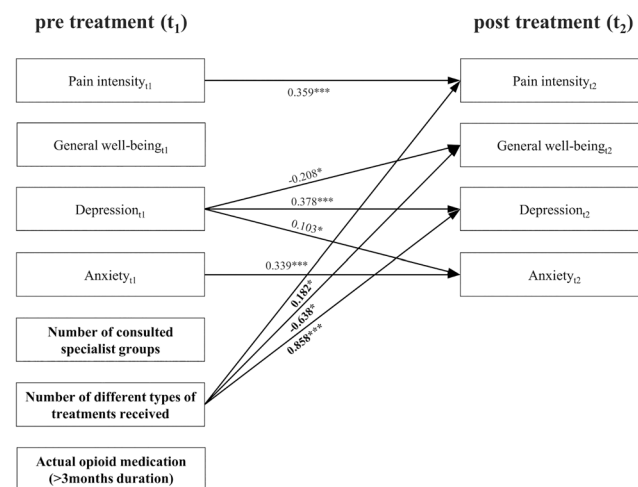 pre treatment (t1)
post treatment (t2)
Pain intensityt1
0.359***
Pain intensityt2
General well-beingt1
General well-beingt2
-0.208*
Depressiont1
0.378***
Depressiont2
0.103*
Anxietyt1
0.339***
Anxietyt2
0.182*
-0.638*
0.858***
Number of consulted
specialist groups
Number of different types of
treatments received
Actual opioid medication
(>3months duration)